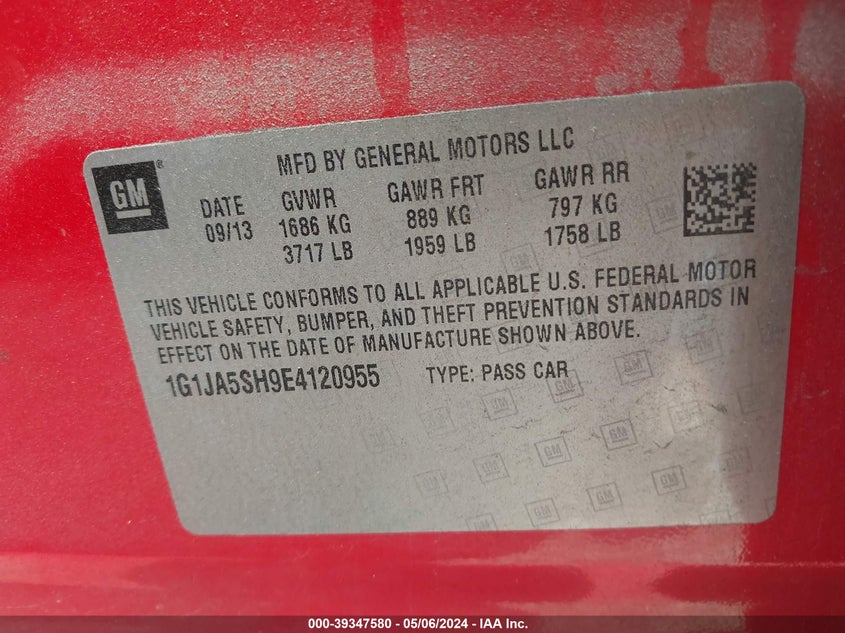 MFD BY GENERAL MOTORS LLC
GM ®
DATE GVWR GAWR FRT GAWR RR
09/13 1686 KG 889 KG 797 KG
3717 LB 1959 LB 1758 LB
THIS VEHICLE CONFORMS TO ALL APPLICABLE U.S. FEDERAL MOTOR
VEHICLE SAFETY, BUMPER, AND THEFT PREVENTION STANDARDS IN
EFFECT ON THE DATE OF MANUFACTURE SHOWN ABOVE.
1G1JA5SH9E4120955 TYPE: PASS CAR
000-39347580 - 05/06/2024 - IAA Inc.